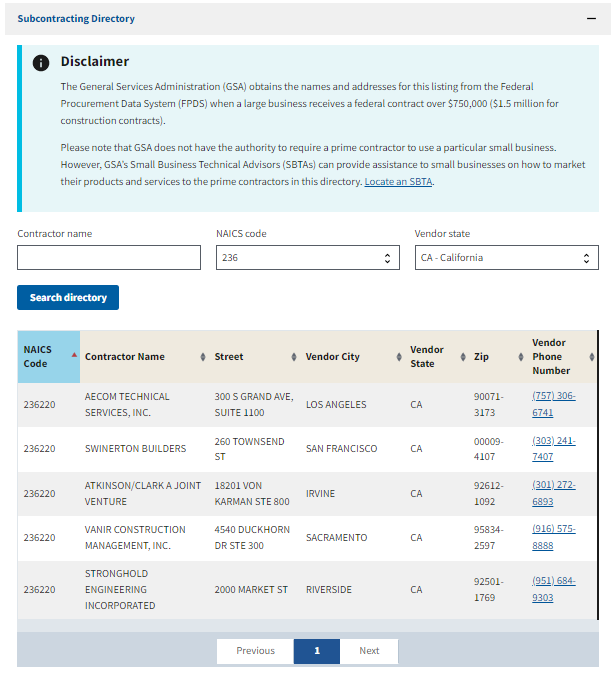 Subcontracting Directory
Disclaimer
The General Services Administration (GSA) obtains the names and addresses for this listing from the Federal
Procurement Data System (FPDS) when a large business receives a federal contract over $750,000 ($1.5 million for
construction contracts).
Please note that GSA does not have the authority to require a prime contractor to use a particular small business.
However, GSA's Small Business Technical Advisors (SBTAs) can provide assistance to small businesses on how to market
their products and services to the prime contractors in this directory. Locate an SBTA.
Contractor name NAICS code Vendor state
236 CA - California
Search directory
NAICS Code Contractor Name Street Vendor City Vendor State Zip Vendor Phone Number
236220 AECOM TECHNICAL SERVICES, INC. 300 S GRAND AVE, SUITE 1100 LOS ANGELES CA 90071-3173 (757) 306-6741
236220 SWINERTON BUILDERS 260 TOWNSEND ST SAN FRANCISCO CA 00009-4107 (303) 241-7407
236220 ATKINSON/CLARK A JOINT VENTURE 18201 VON KARMAN STE 800 IRVINE CA 92612-1092 (301) 272-6893
236220 VANIR CONSTRUCTION MANAGEMENT, INC. 4540 DUCKHORN DR STE 300 SACRAMENTO CA 95834-2597 (916) 575-8888
236220 STRONGHOLD ENGINEERING INCORPORATED 2000 MARKET ST RIVERSIDE CA 92501-1769 (951) 684-9303
Previous 1 Next